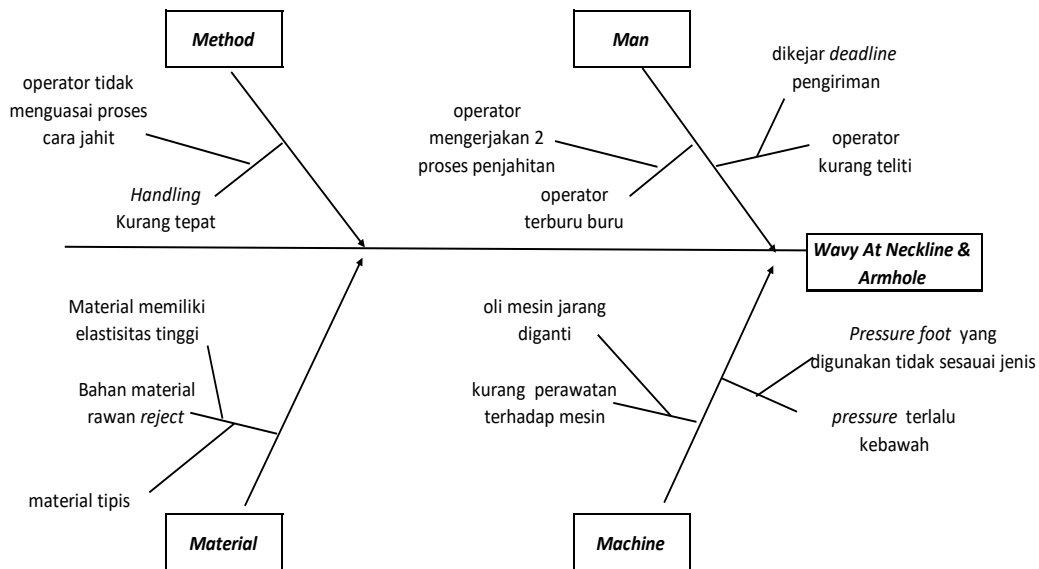 Method
Man
operator tidak
menguasai proses
cara jahit
Handling
Kurang tepat
operator
mengerjakan 2
proses penjahitan
operator
terburu buru
dikejar deadline
pengiriman
operator
kurang teliti
Wavy At Neckline &
Armhole
Material memiliki
elastisitas tinggi
Bahan material
rawan reject
material tipis
oli mesin jarang
diganti
kurang perawatan
terhadap mesin
Pressure foot yang
digunakan tidak sesauai jenis
pressure terlalu
kebawah
Material
Machine